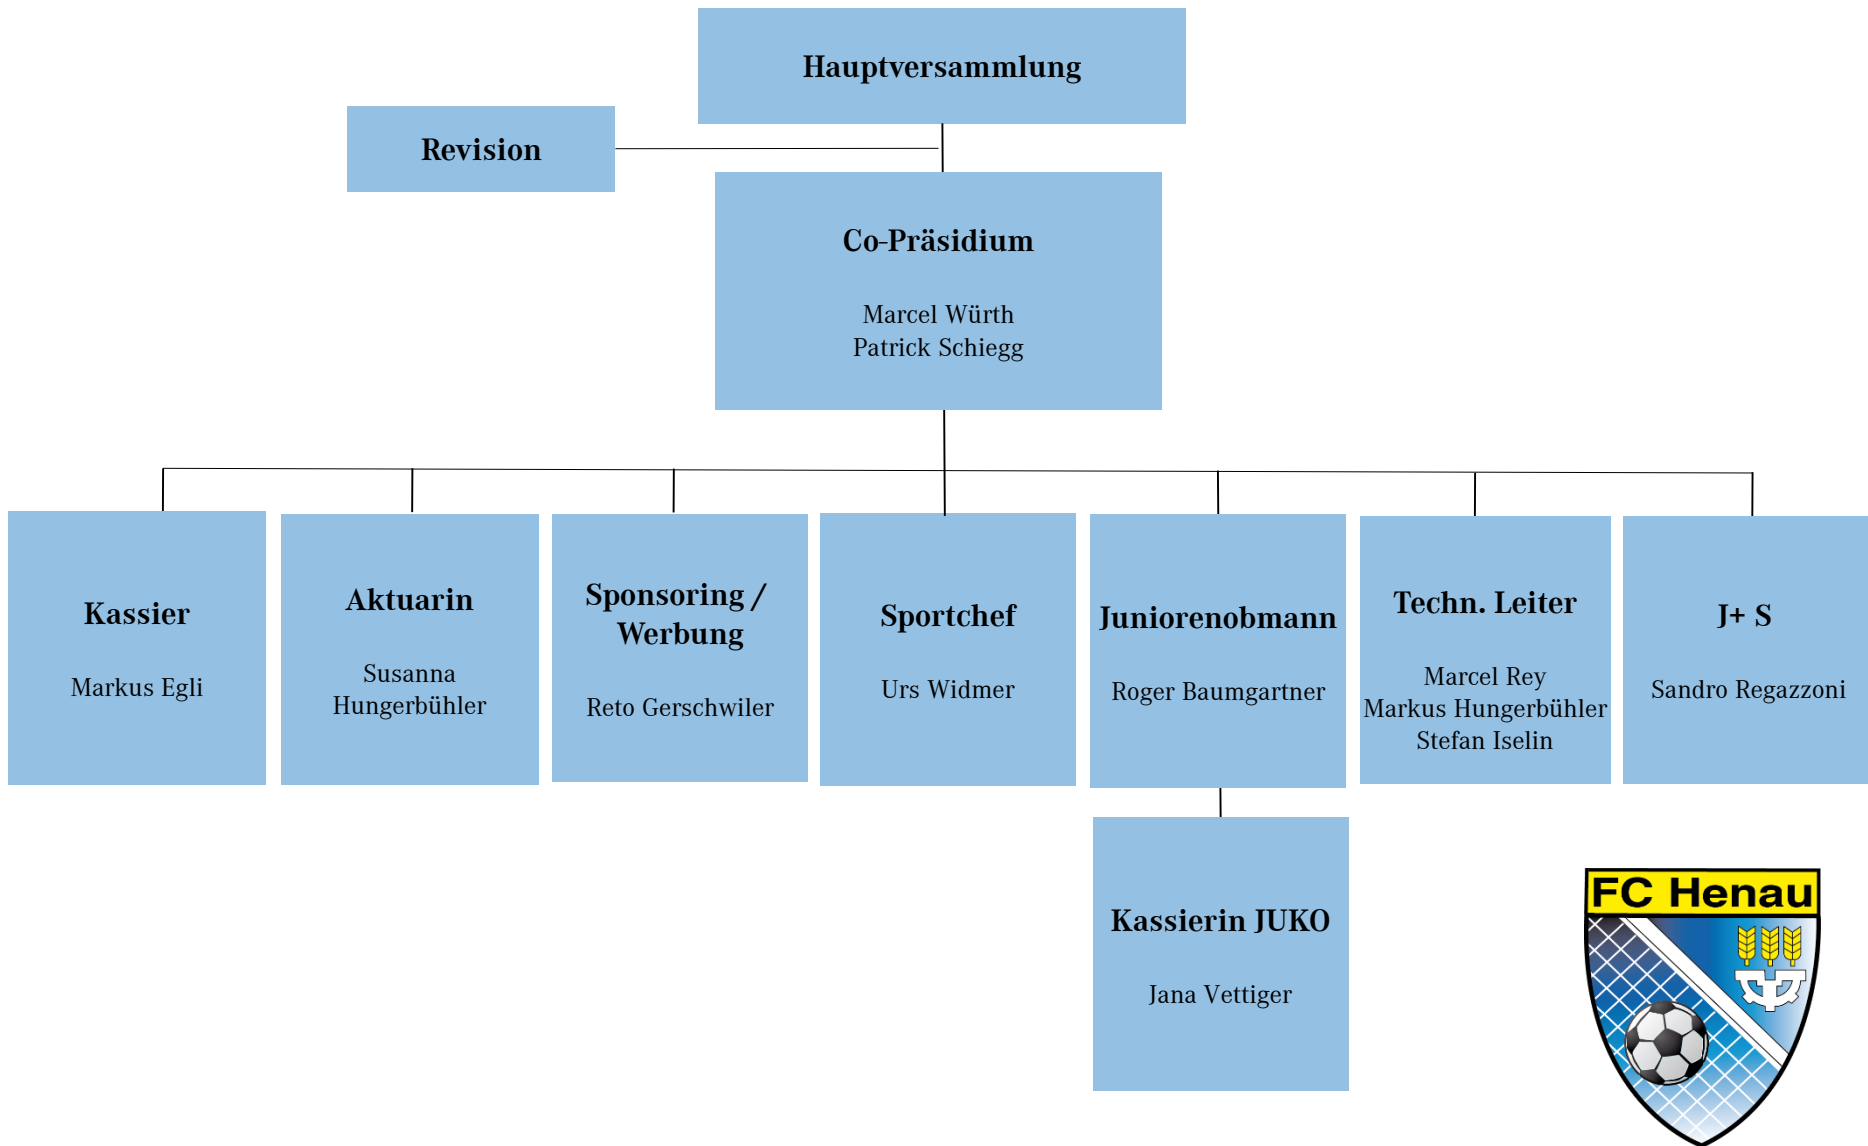 Hauptversammlung
Revision
Co-Präsidium
Marcel Würth
Patrick Schiegg
Kassier
Markus Egli
Aktuarin
Susanna
Hungerbühler
Sponsoring /
Werbung
Reto Gerschwiler
Sportchef
Urs Widmer
Juniorenobmann
Roger Baumgartner
Techn. Leiter
Marcel Rey
Markus Hungerbühler
Stefan Iselin
J+ S
Sandro Regazzoni
Kassierin JUKO
Jana Vettiger
FC Henau